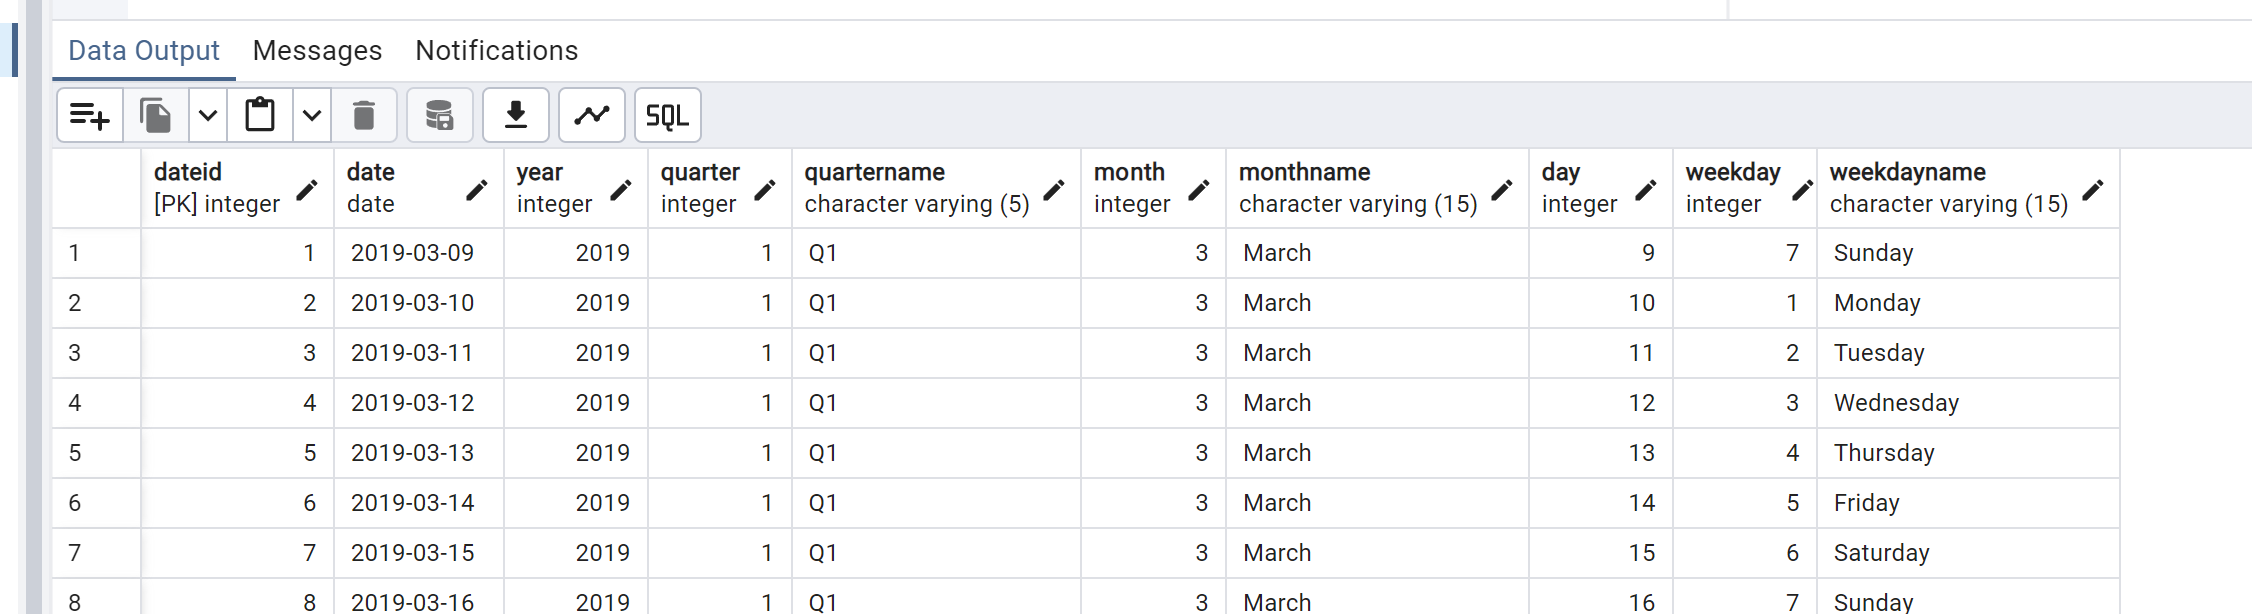 Data Output Messages Notifications
SQL
dateid date year quarter quartername month monthname day weekday weekdayname
[PK] integer date integer integer character varying (5) integer character varying (15) integer integer character varying (15)
1 1 2019-03-09 2019 1 Q1 3 March 9 7 Sunday
2 2 2019-03-10 2019 1 Q1 3 March 10 1 Monday
3 3 2019-03-11 2019 1 Q1 3 March 11 2 Tuesday
4 4 2019-03-12 2019 1 Q1 3 March 12 3 Wednesday
5 5 2019-03-13 2019 1 Q1 3 March 13 4 Thursday
6 6 2019-03-14 2019 1 Q1 3 March 14 5 Friday
7 7 2019-03-15 2019 1 Q1 3 March 15 6 Saturday
8 8 2019-03-16 2019 1 Q1 3 March 16 7 Sunday